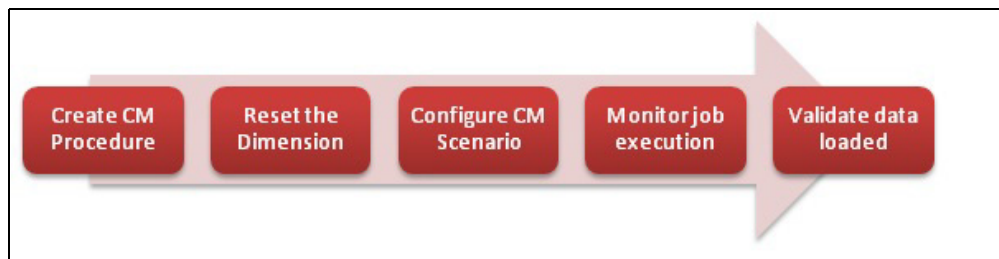 Create CM
Procedure
Reset the
Dimension
Configure CM
Scenario
Monitor job
execution
Validate data
loaded